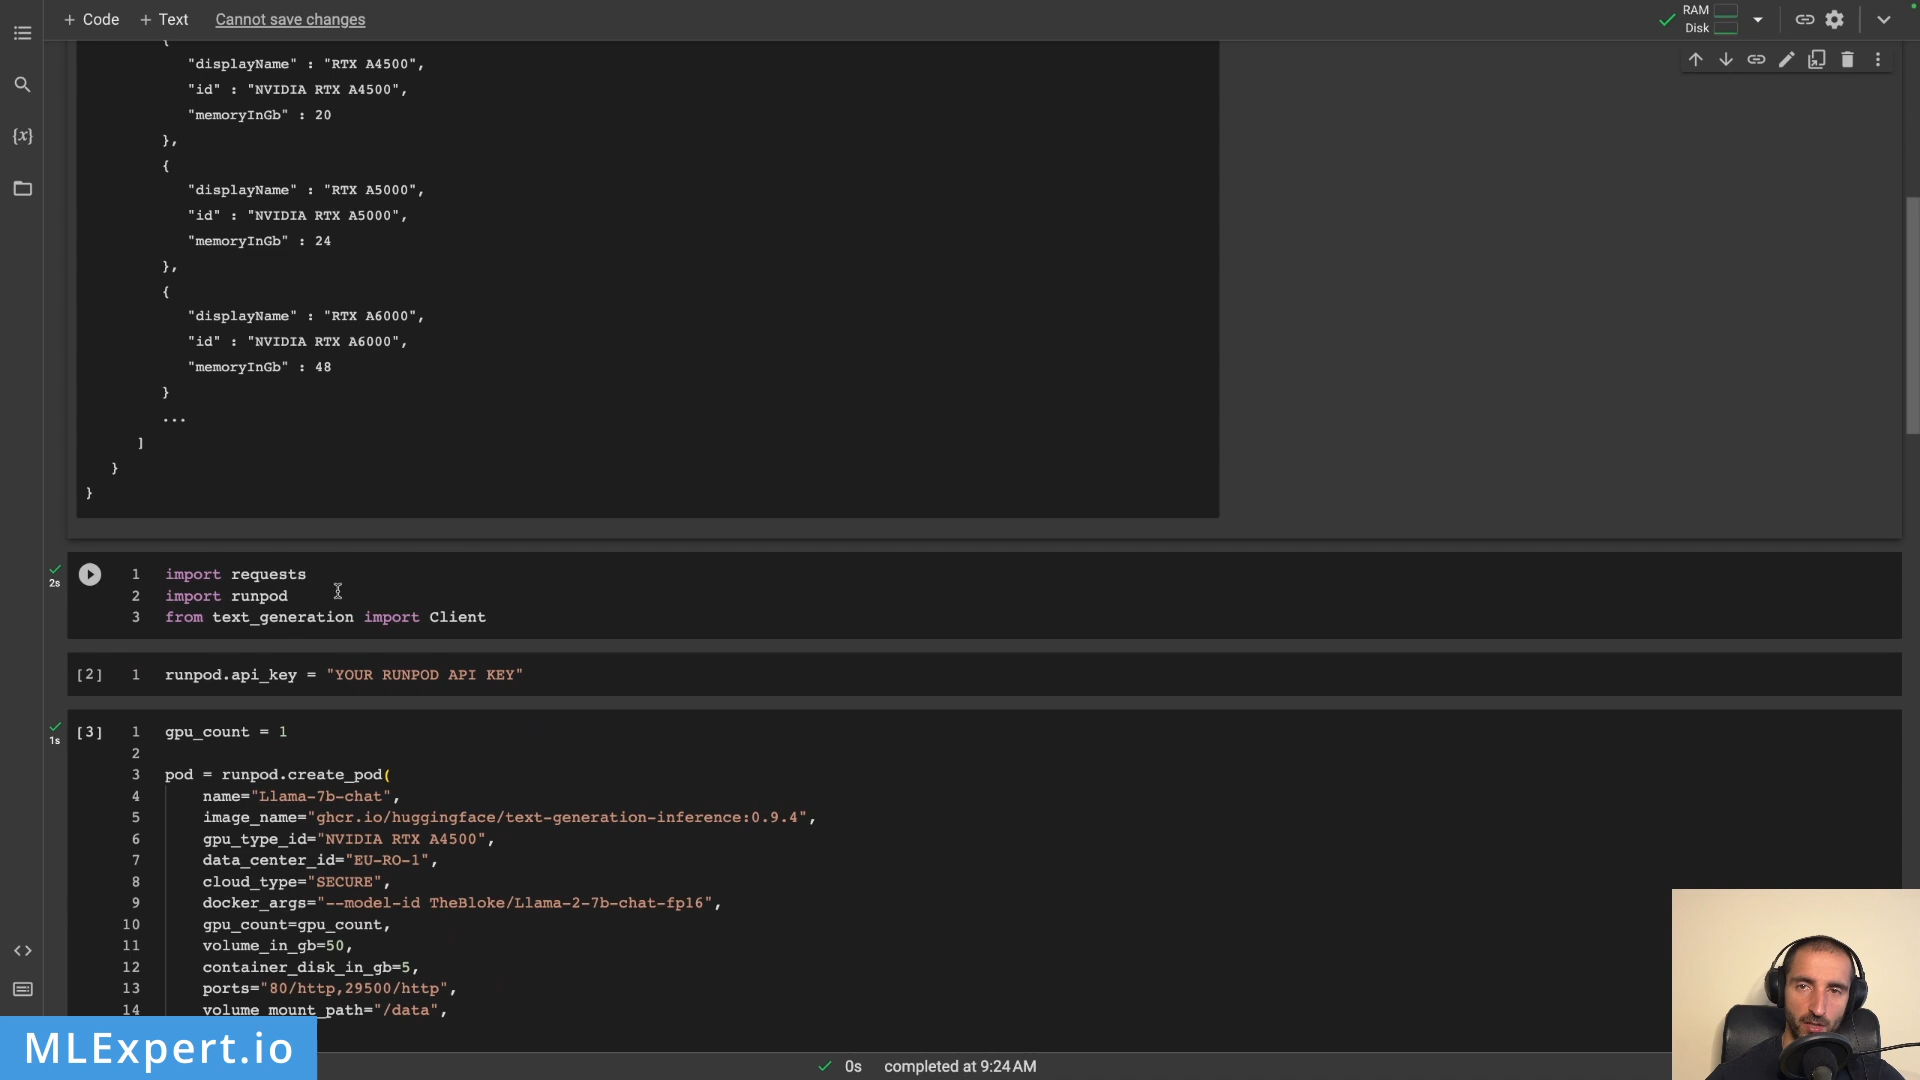 + Code + Text Cannot save changes
RAM
Disk
{
"displayName" : "RTX A4500",
"id" : "NVIDIA RTX A4500",
"memoryInGb" : 20
},
{
"displayName" : "RTX A5000",
"id" : "NVIDIA RTX A5000",
"memoryInGb" : 24
},
{
"displayName" : "RTX A6000",
"id" : "NVIDIA RTX A6000",
"memoryInGb" : 48
}
...
]
}
}
2s
1 import requests
2 import runpod
3 from text_generation import Client
[2] 1 runpod.api_key = "YOUR RUNPOD API KEY"
1s
[3] 1 gpu_count = 1
2
3 pod = runpod.create_pod(
4 name="Llama-7b-chat",
5 image_name="ghcr.io/huggingface/text-generation-inference:0.9.4",
6 gpu_type_id="NVIDIA RTX A4500",
7 data_center_id="EU-RO-1",
8 cloud_type="SECURE",
9 docker_args="--model-id TheBloke/Llama-2-7b-chat-fp16",
10 gpu_count=gpu_count,
11 volume_in_gb=50,
12 container_disk_in_gb=5,
13 ports="80/http,29500/http",
14 volume_mount_path="/data",
MLExpert.io
0s completed at 9:24 AM